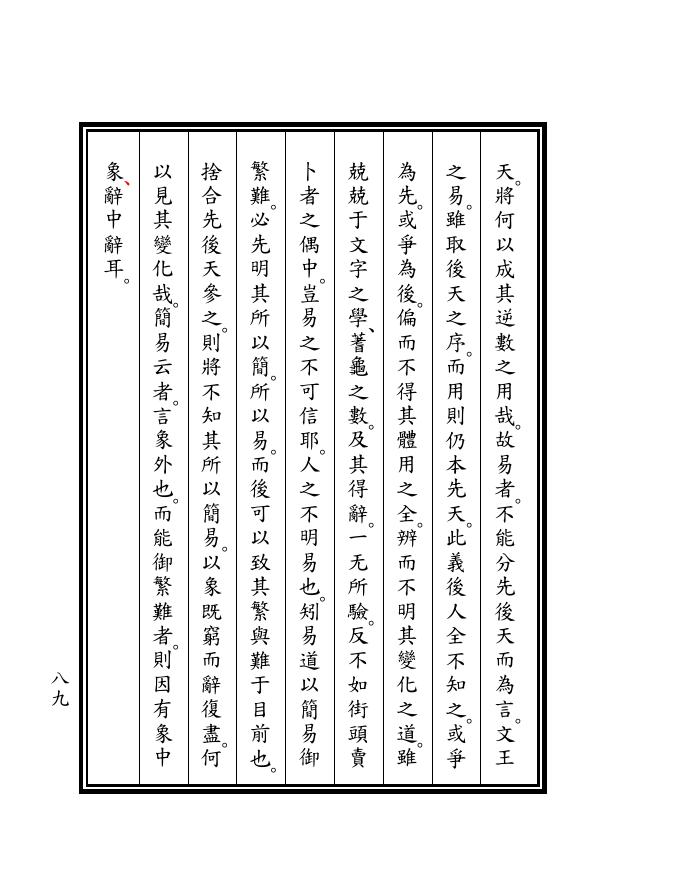 天。將何以成其逆數之用哉。故易者。不能分先後天而為言。文王
之易。雖取後天之序。而用則仍本先天。此義後人全不知之。或爭
為先。或爭為後。偏而不得其體用之全。辨而不明其變化之道。雖
兢兢于文字之學、蓍龜之數。及其得辭。一无所驗。反不如街頭賣
卜者之偶中。豈易之不可信耶。人之不明易也。矧易道以簡易御
繁難。必先明其所以簡。所以易。而後可以致其繁與難于目前也。
捨合先後天參之。則將不知其所以簡易。以象既窮而辭復盡。何
以見其變化哉。簡易云者。言象外也。而能御繁難者。則因有象中
象、辭中辭耳。
八九